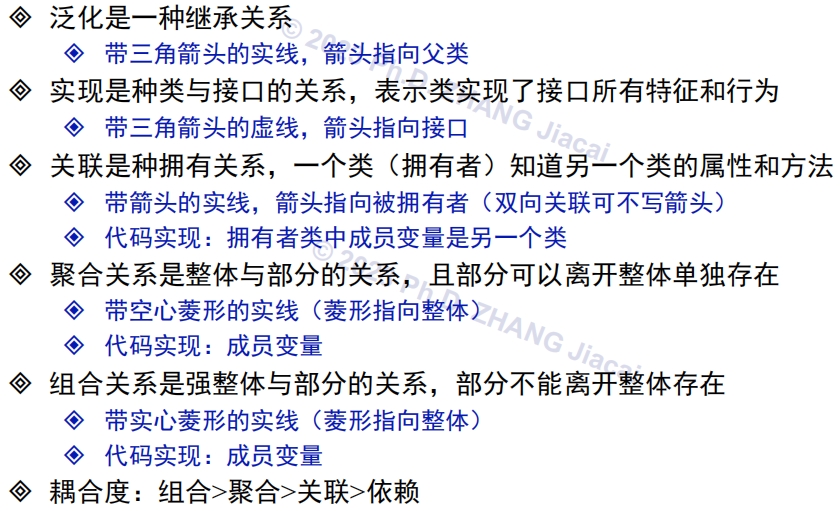 泛化是一种继承关系
带三角箭头的实线，箭头指向父类
实现是种类与接口的关系，表示类实现了接口所有特征和行为
带三角箭头的虚线，箭头指向接口
关联是种拥有关系，一个类（拥有者）知道另一个类的属性和方法
带箭头的实线，箭头指向被拥有者（双向关联可不写箭头）
代码实现：拥有者类中成员变量是另一个类
聚合关系是整体与部分的关系，且部分可以离开整体单独存在
带空心菱形的实线（菱形指向整体）
代码实现：成员变量
组合关系是强整体与部分的关系，部分不能离开整体存在
带实心菱形的实线（菱形指向整体）
代码实现：成员变量
耦合度：组合>聚合>关联>依赖
ZHANG Jiacai
ZHANG Jiacai